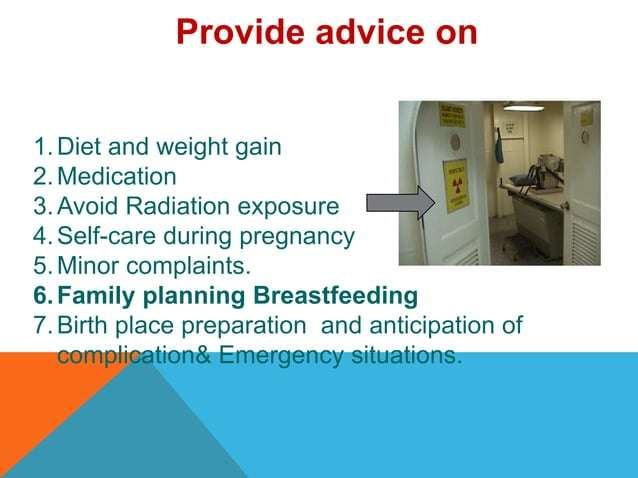 Provide advice on
1. Diet and weight gain
2. Medication
3. Avoid Radiation exposure
4. Self-care during pregnancy
5. Minor complaints.
6. Family planning Breastfeeding
7. Birth place preparation and anticipation of
complication& Emergency situations.